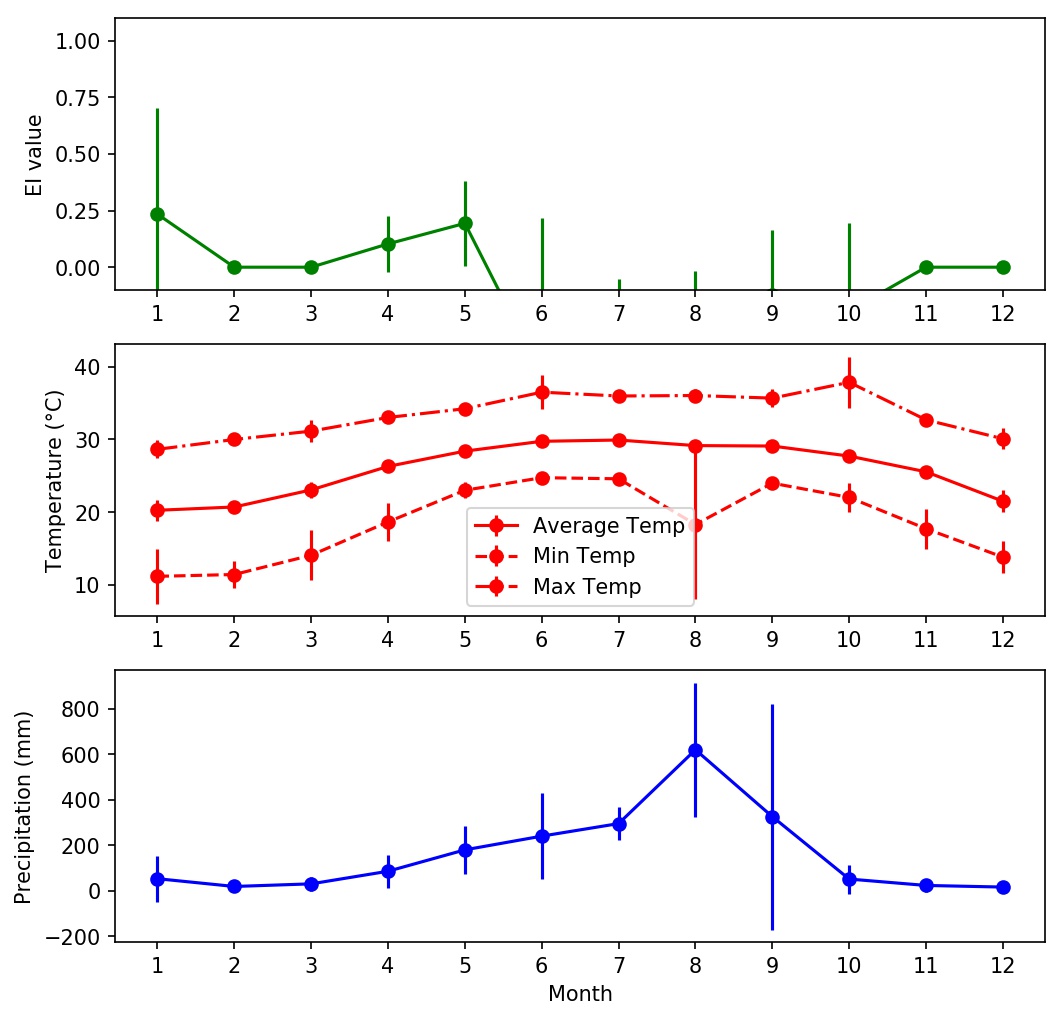 EI value
1.00
0.75
0.50
0.25
0.00
1 2 3 4 5 6 7 8 9 10 11 12
Temperature (°C)
40
30
20
10
Average Temp
Min Temp
Max Temp
1 2 3 4 5 6 7 8 9 10 11 12
Precipitation (mm)
800
600
400
200
0
−200
1 2 3 4 5 6 7 8 9 10 11 12
Month